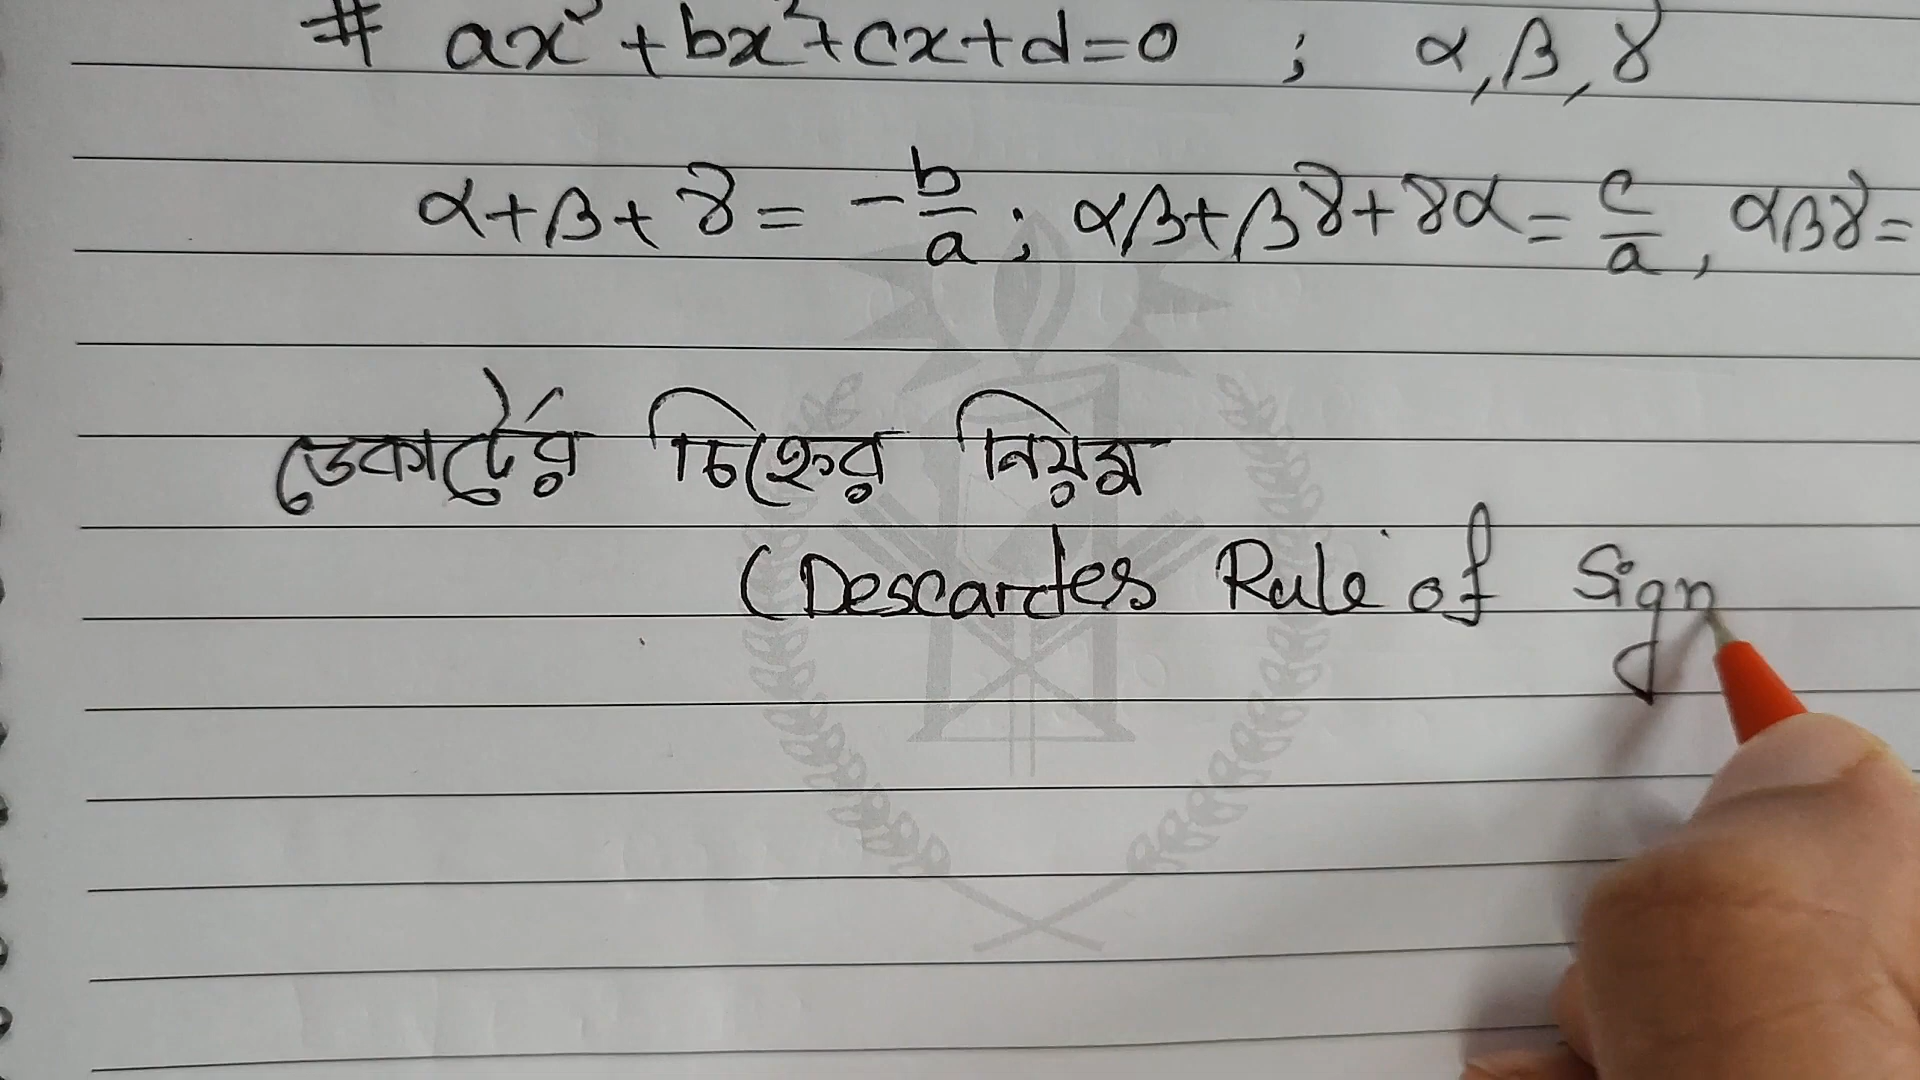 # ax³+bx²+cx+d=0 ; α, β, γ
α+β+γ= -b/a ; αβ+βγ+γα= c/a , αβγ=
ডেকার্টের চিহ্নের নিয়ম
(Descartes Rule of Sign